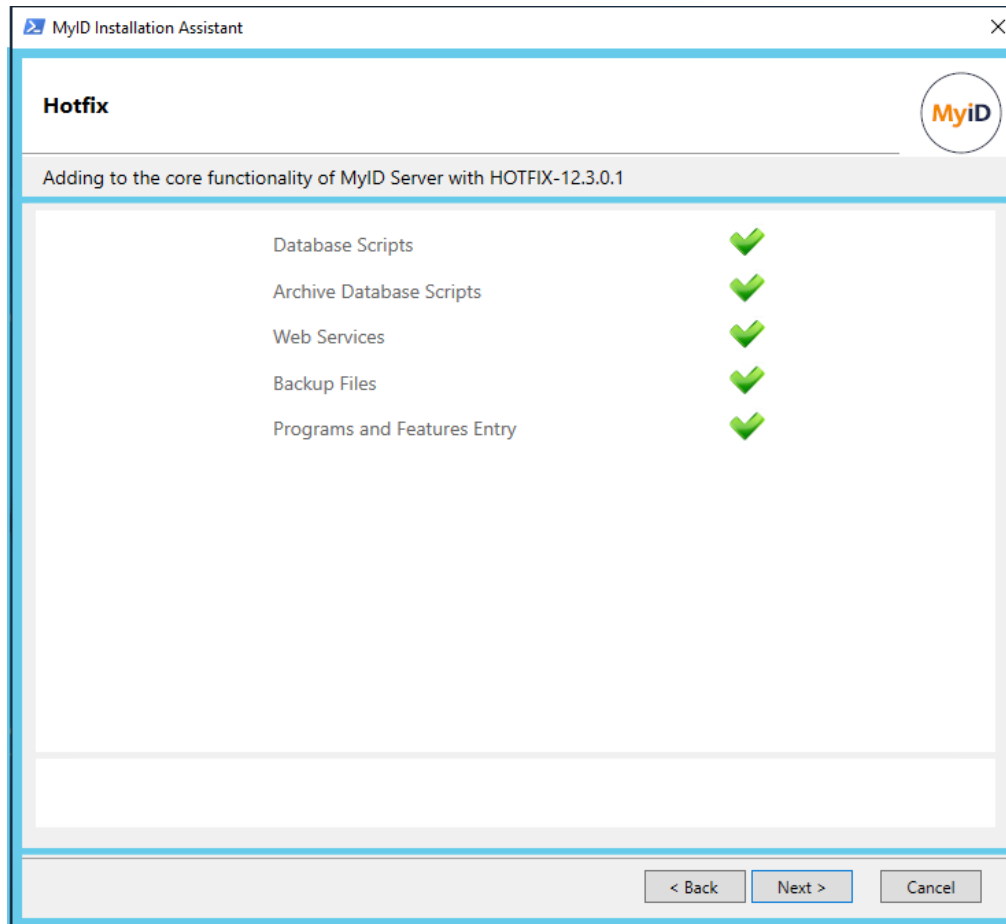 MyID Installation Assistant
Hotfix
MyiD
Adding to the core functionality of MyID Server with HOTFIX-12.3.0.1
Database Scripts
Archive Database Scripts
Web Services
Backup Files
Programs and Features Entry
< Back Next > Cancel